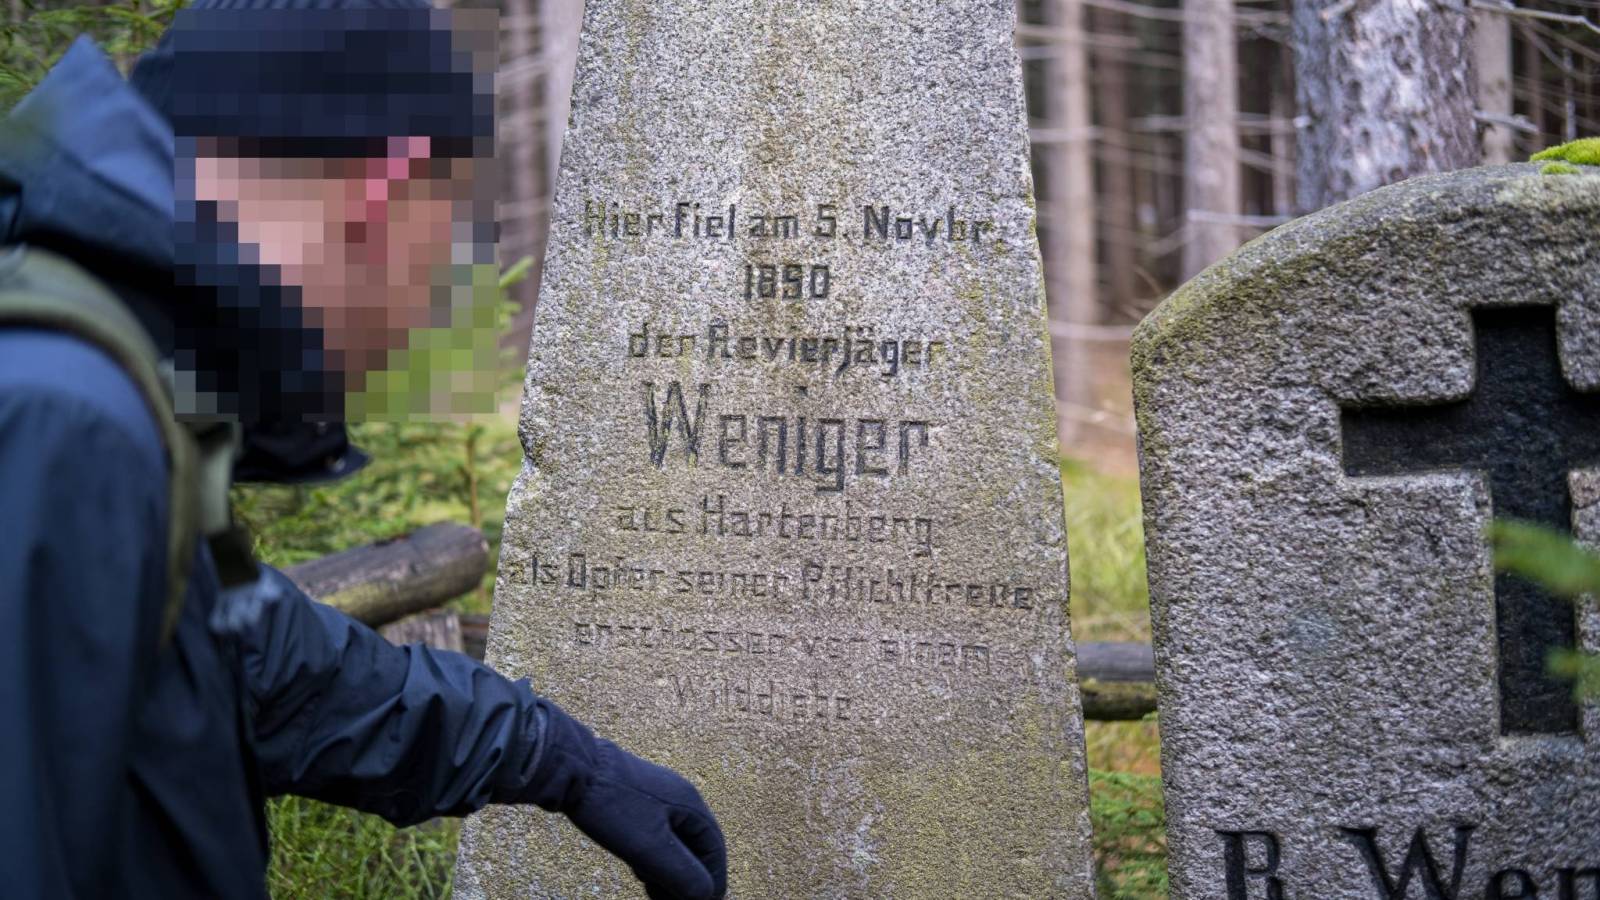 Hier fiel am 5. Novbr.
1890
der Revierjäger
Weniger
aus Hartenberg
als Opfer seiner Pflichttreue
erschossen von einem
Wilddiebe.
R. Wen